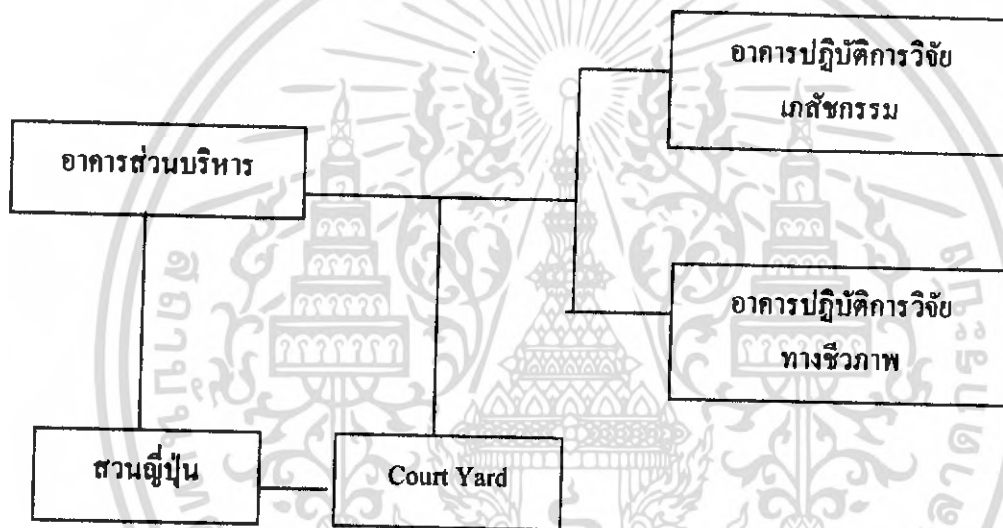 อาคารปฎิบัติการวิจัย
เภสัชกรรม
อาคารส่วนบริหาร
อาคารปฎิบัติการวิจัย
ทางชีวภาพ
สวนญี่ปุ่น
Court Yard